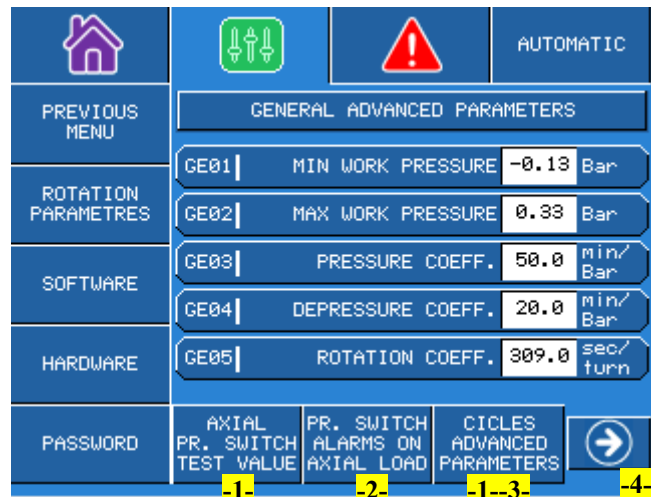 AUTOMATIC
PREVIOUS
MENU
ROTATION
PARAMETRES
SOFTWARE
HARDWARE
PASSWORD
GENERAL ADVANCED PARAMETERS
GE01 MIN WORK PRESSURE -0.13 Bar
GE02 MAX WORK PRESSURE 0.33 Bar
GE03 PRESSURE COEFF. 50.0 min/
Bar
GE04 DEPRESSURE COEFF. 20.0 min/
Bar
GE05 ROTATION COEFF. 309.0 sec/
turn
AXIAL
PR. SWITCH
TEST VALUE
PR. SWITCH
ALARMS ON
AXIAL LOAD
CICLES
ADVANCED
PARAMETERS
-1- -2- -1--3- -4-